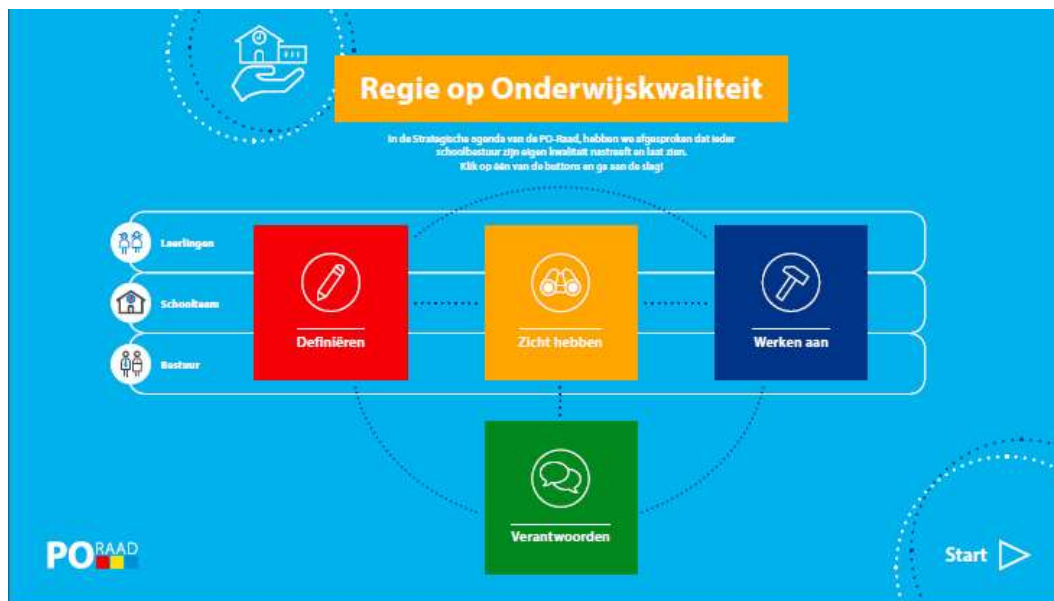 Regie op Onderwijskwaliteit
In de Strategische agenda van de PO-Raad, hebben we afgesproken dat ieder
schoolbestuur zijn eigen kwaliteit nastreeft en laat zien.
Klik op één van de buttons en ga aan de slag!
Leerlingen
Schoolteam
Bestuur
Definiëren
Zicht hebben
Werken aan
Verantwoorden
PO RAAD
Start